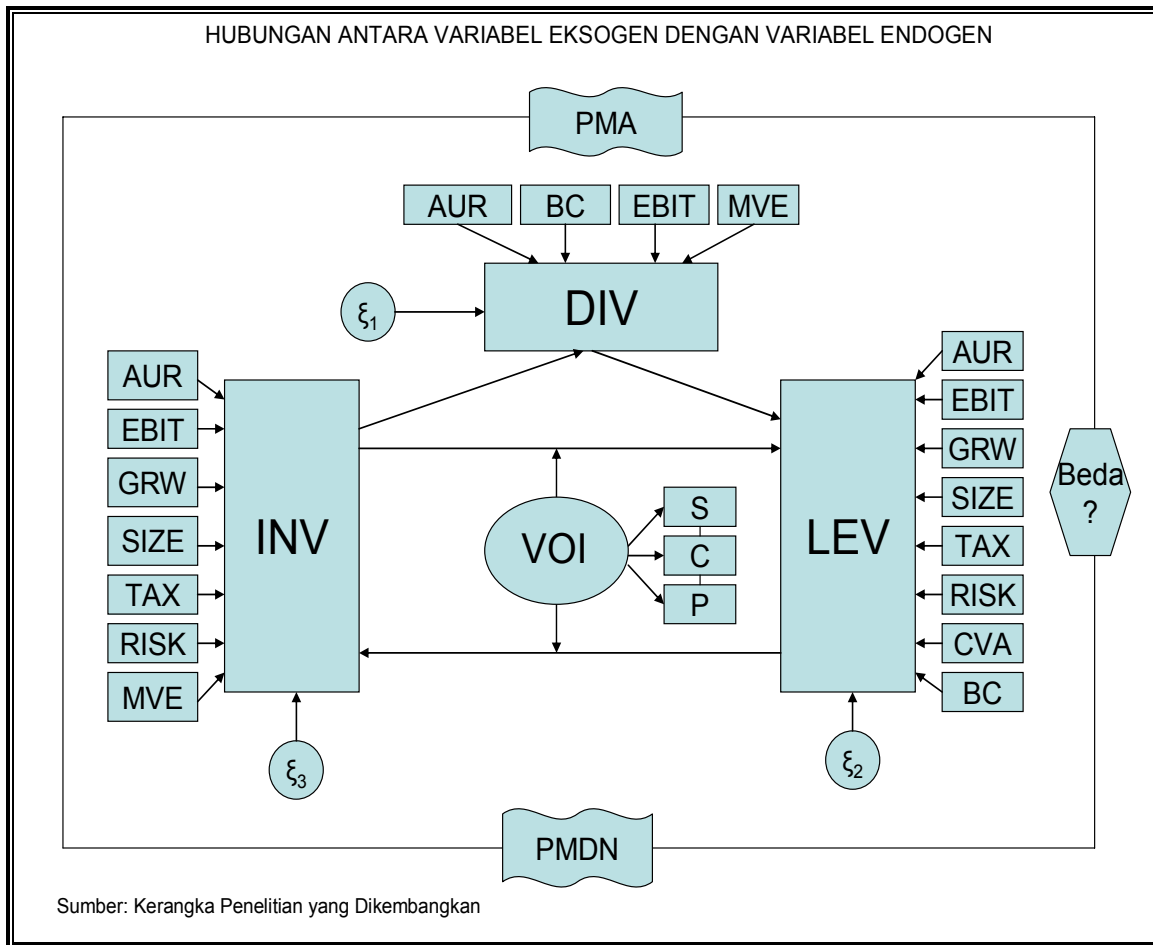 HUBUNGAN ANTARA VARIABEL EKSOGEN DENGAN VARIABEL ENDOGEN
PMA
AUR BC EBIT MVE
DIV
ξ1
AUR
EBIT
GRW
SIZE
TAX
RISK
MVE
INV
ξ3
VOI
S
C
P
LEV
ξ2
AUR
EBIT
GRW
SIZE
TAX
RISK
CVA
BC
Beda
?
PMDN
Sumber: Kerangka Penelitian yang Dikembangkan